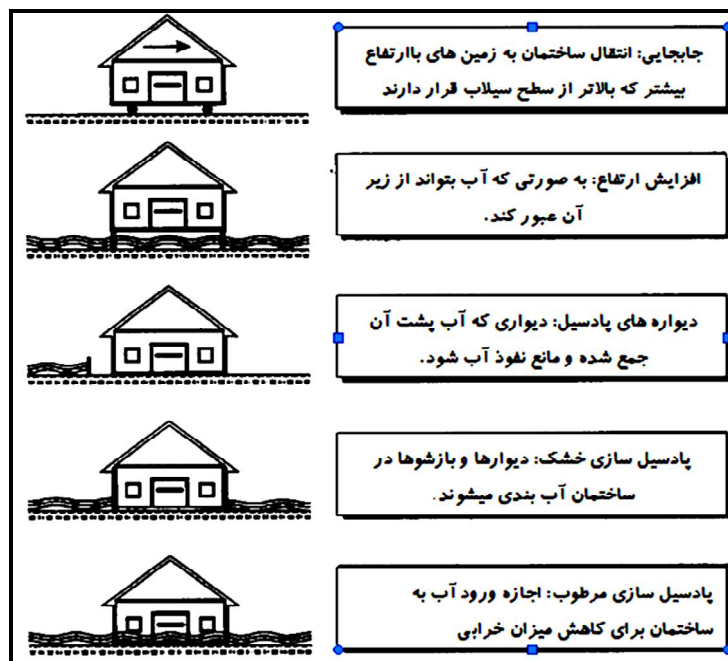 جابجایی: انتقال ساختمان به زمین های باارتفاع
بیشتر که بالاتر از سطح سیلاب قرار دارند
افزایش ارتفاع: به صورتی که آب بتواند از زیر
آن عبور کند.
دیواره های پادسیل: دیواری که آب پشت آن
جمع شده و مانع نفوذ آب شود.
پادسیل سازی خشک: دیوارها و بازشوها در
ساختمان آب بندی میشوند.
پادسیل سازی مرطوب: اجازه ورود آب به
ساختمان برای کاهش میزان خرابی